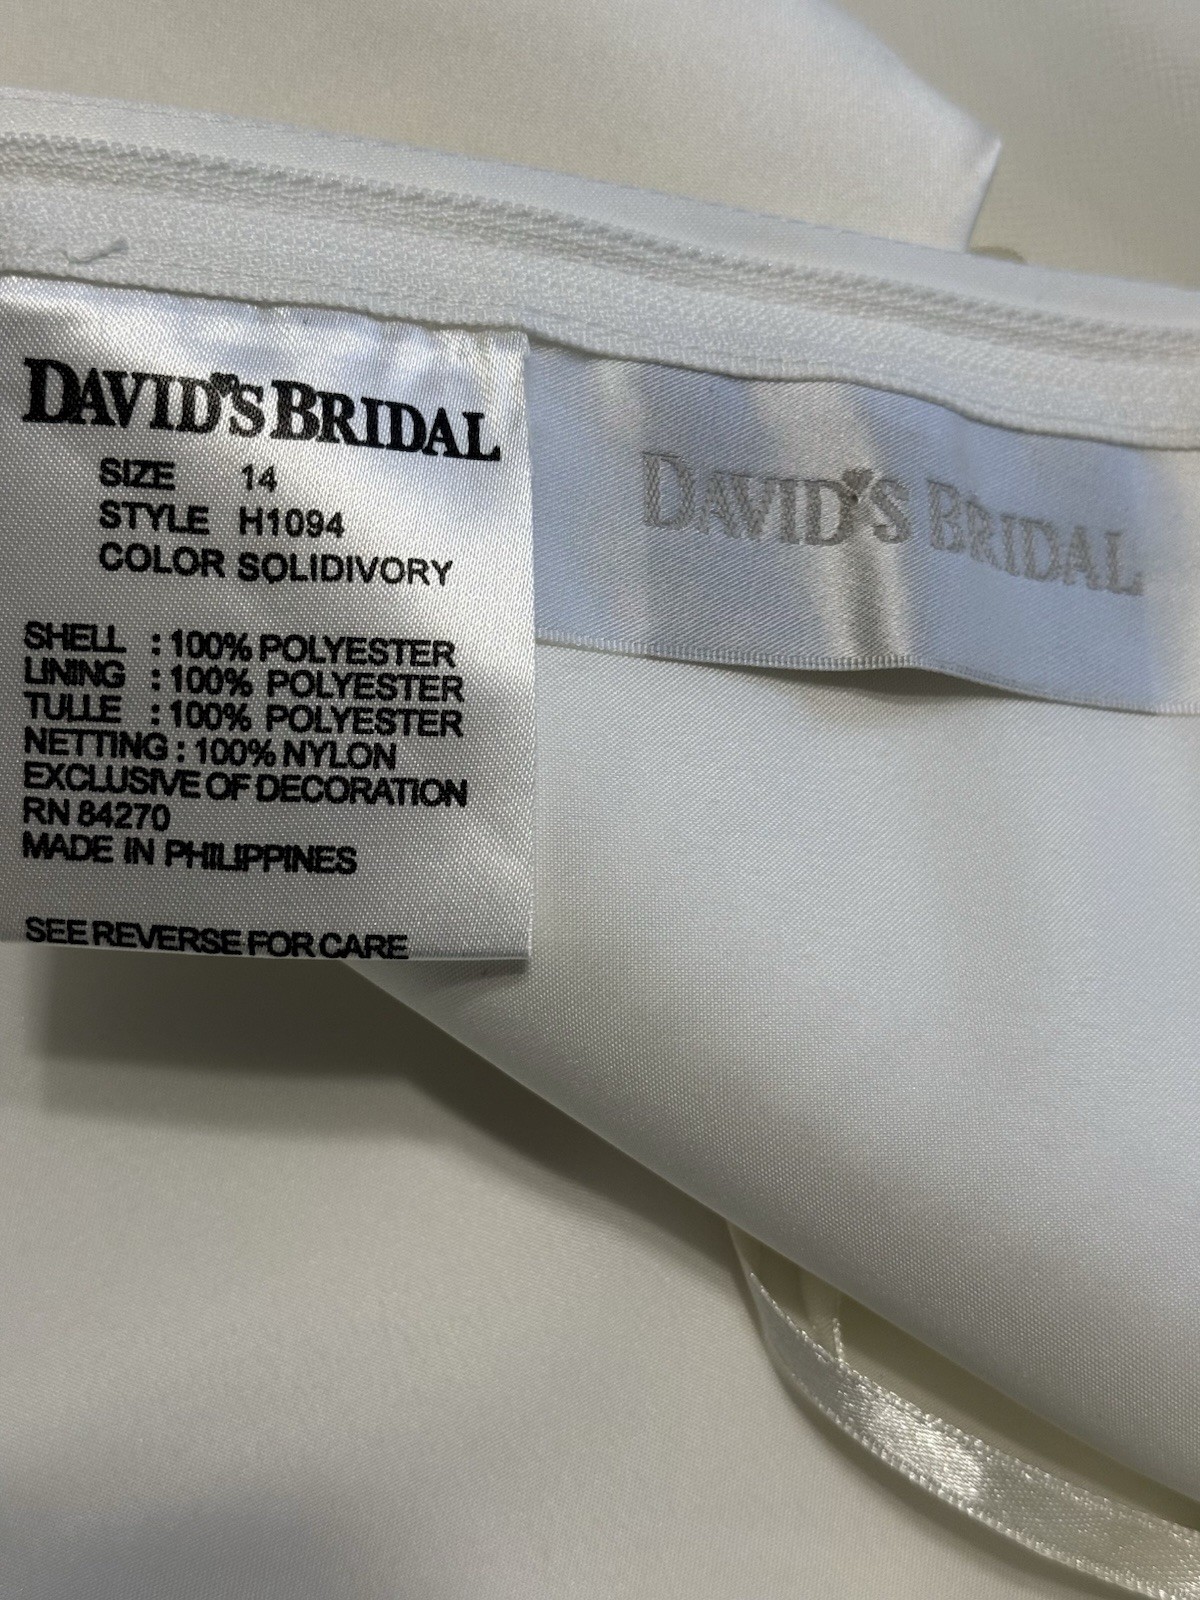 DAVID'S BRIDAL
SIZE 14
STYLE H1094
COLOR SOLIDIVORY
SHELL : 100% POLYESTER
LINING : 100% POLYESTER
TULLE : 100% POLYESTER
NETTING : 100% NYLON
EXCLUSIVE OF DECORATION
RN 84270
MADE IN PHILIPPINES
SEE REVERSE FOR CARE
DAVID'S BRIDAL